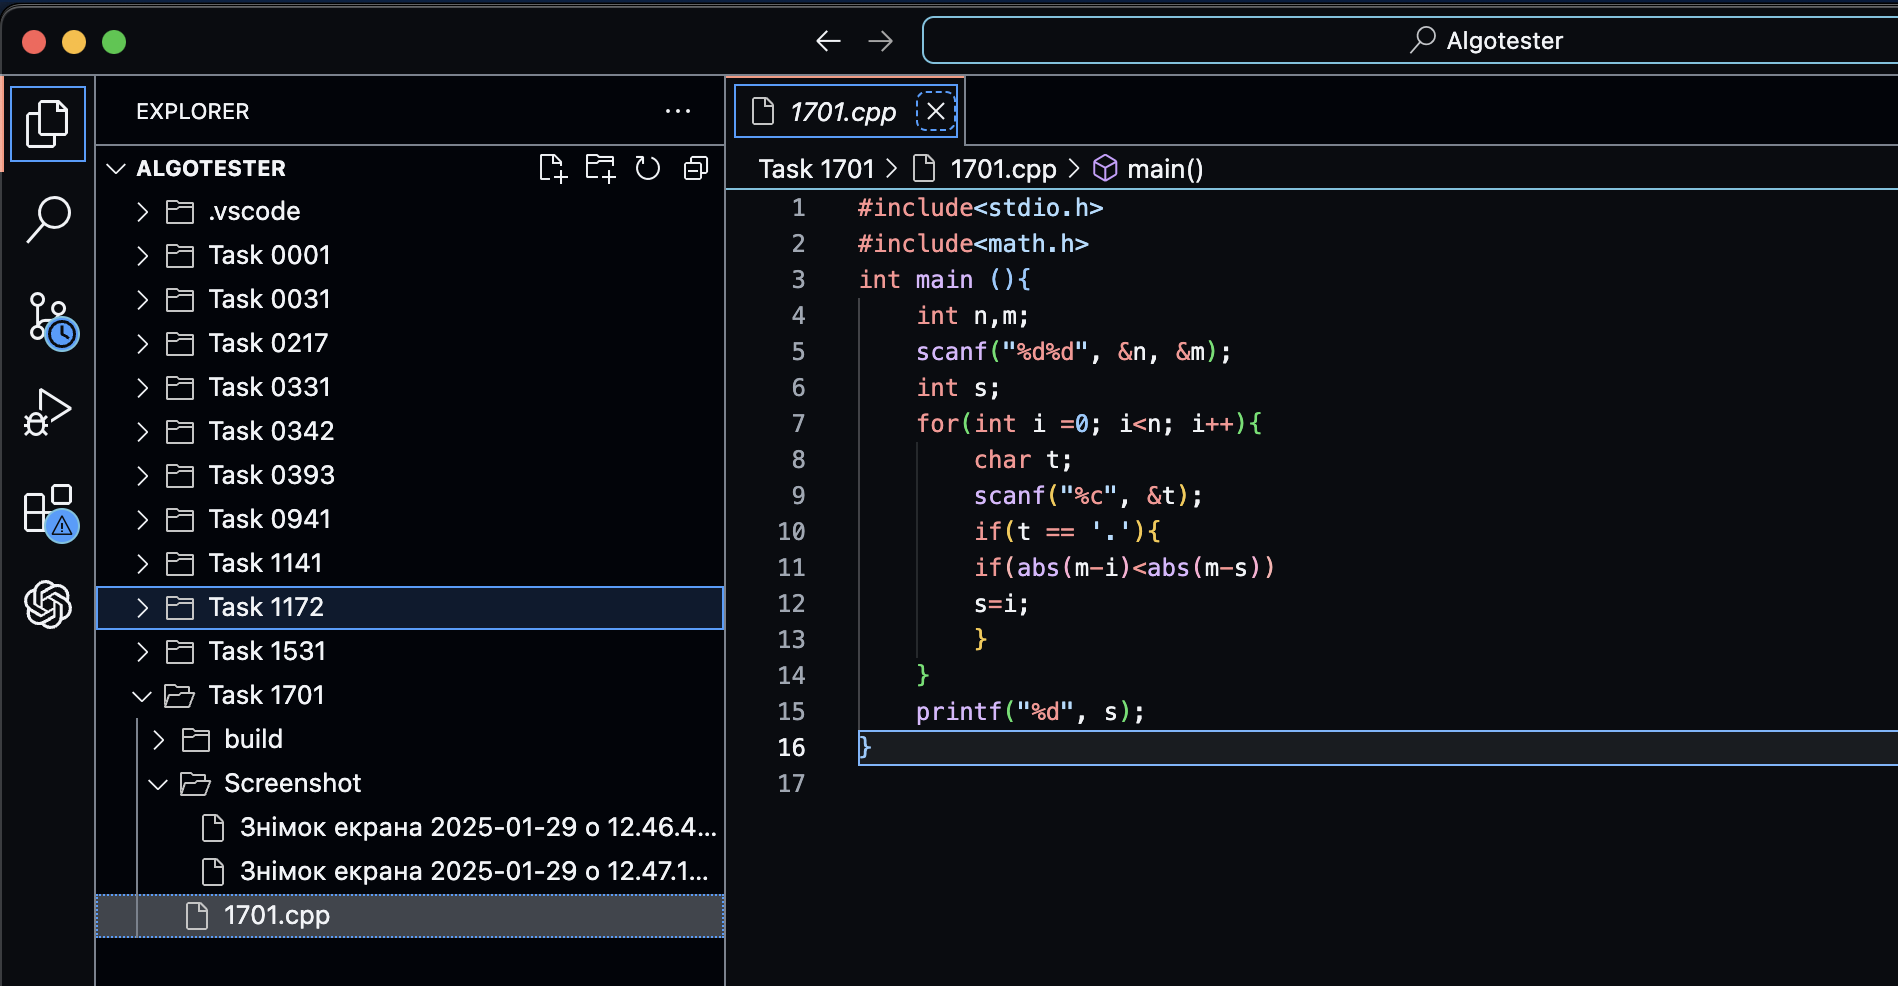 Algotester
EXPLORER
ALGOTESTER
.vscode
Task 0001
Task 0031
Task 0217
Task 0331
Task 0342
Task 0393
Task 0941
Task 1141
Task 1172
Task 1531
Task 1701
build
Screenshot
Знімок екрана 2025-01-29 о 12.46.4...
Знімок екрана 2025-01-29 о 12.47.1...
1701.cpp
1701.cpp
Task 1701 > 1701.cpp > main()
1 #include<stdio.h>
2 #include<math.h>
3 int main (){
4     int n,m;
5     scanf("%d%d", &n, &m);
6     int s;
7     for(int i =0; i<n; i++){
8         char t;
9         scanf("%c", &t);
10         if(t == '.'){
11         if(abs(m-i)<abs(m-s))
12         s=i;
13         }
14     }
15     printf("%d", s);
16 }
17